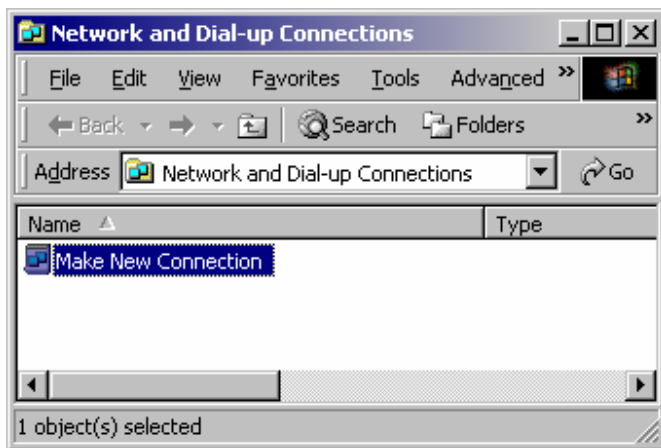 Network and Dial-up Connections
File Edit View Favorites Tools Advanced »
Back Search Folders »
Address Network and Dial-up Connections Go
Name Type
Make New Connection
1 object(s) selected